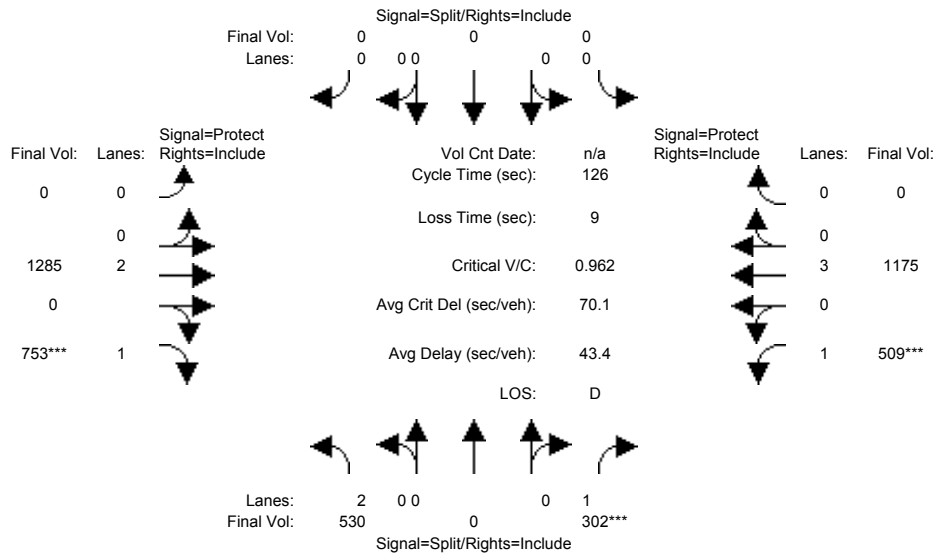 Signal=Split/Rights=Include
Final Vol: 0 0 0
Lanes: 0 0 0 0 0
Signal=Protect Signal=Protect
Final Vol: Lanes: Rights=Include Vol Cnt Date: n/a Rights=Include Lanes: Final Vol:
Cycle Time (sec): 126
0 0 0 0
Loss Time (sec): 9
0 0
1285 2 Critical V/C: 0.962 3 1175
0 Avg Crit Del (sec/veh): 70.1 0
753*** 1 Avg Delay (sec/veh): 43.4 1 509***
LOS: D
Lanes: 2 0 0 0 1
Final Vol: 530 0 302***
Signal=Split/Rights=Include